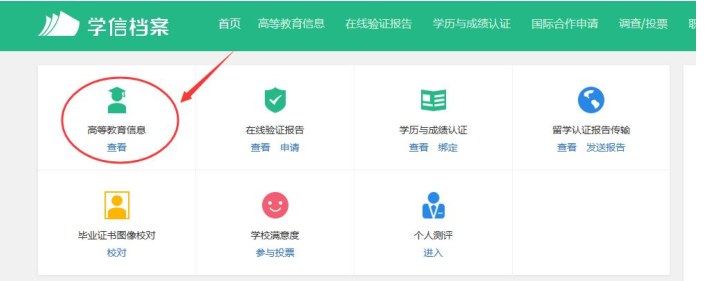 学信档案 首页 高等教育信息 在线验证报告 学历与成绩认证 国际合作申请 调查/投票
高等教育信息 在线验证报告 学历与成绩认证 留学认证报告传输
查看 查看 申请 查看 绑定 查看 发送报告
毕业证书图像校对 学校满意度 个人测评
校对 参与投票 进入